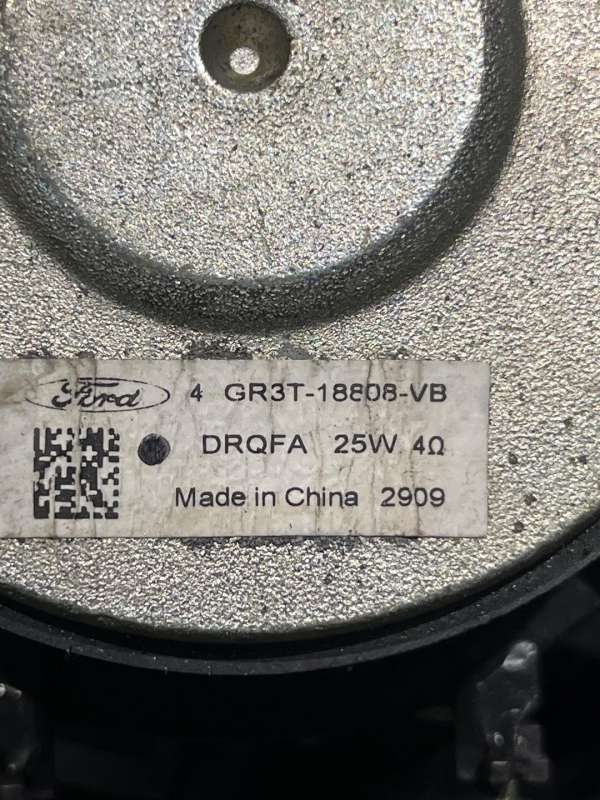 Ford 4 GR3T-18808-VB
DRQFA 25W 4Ω
Made in China 2909